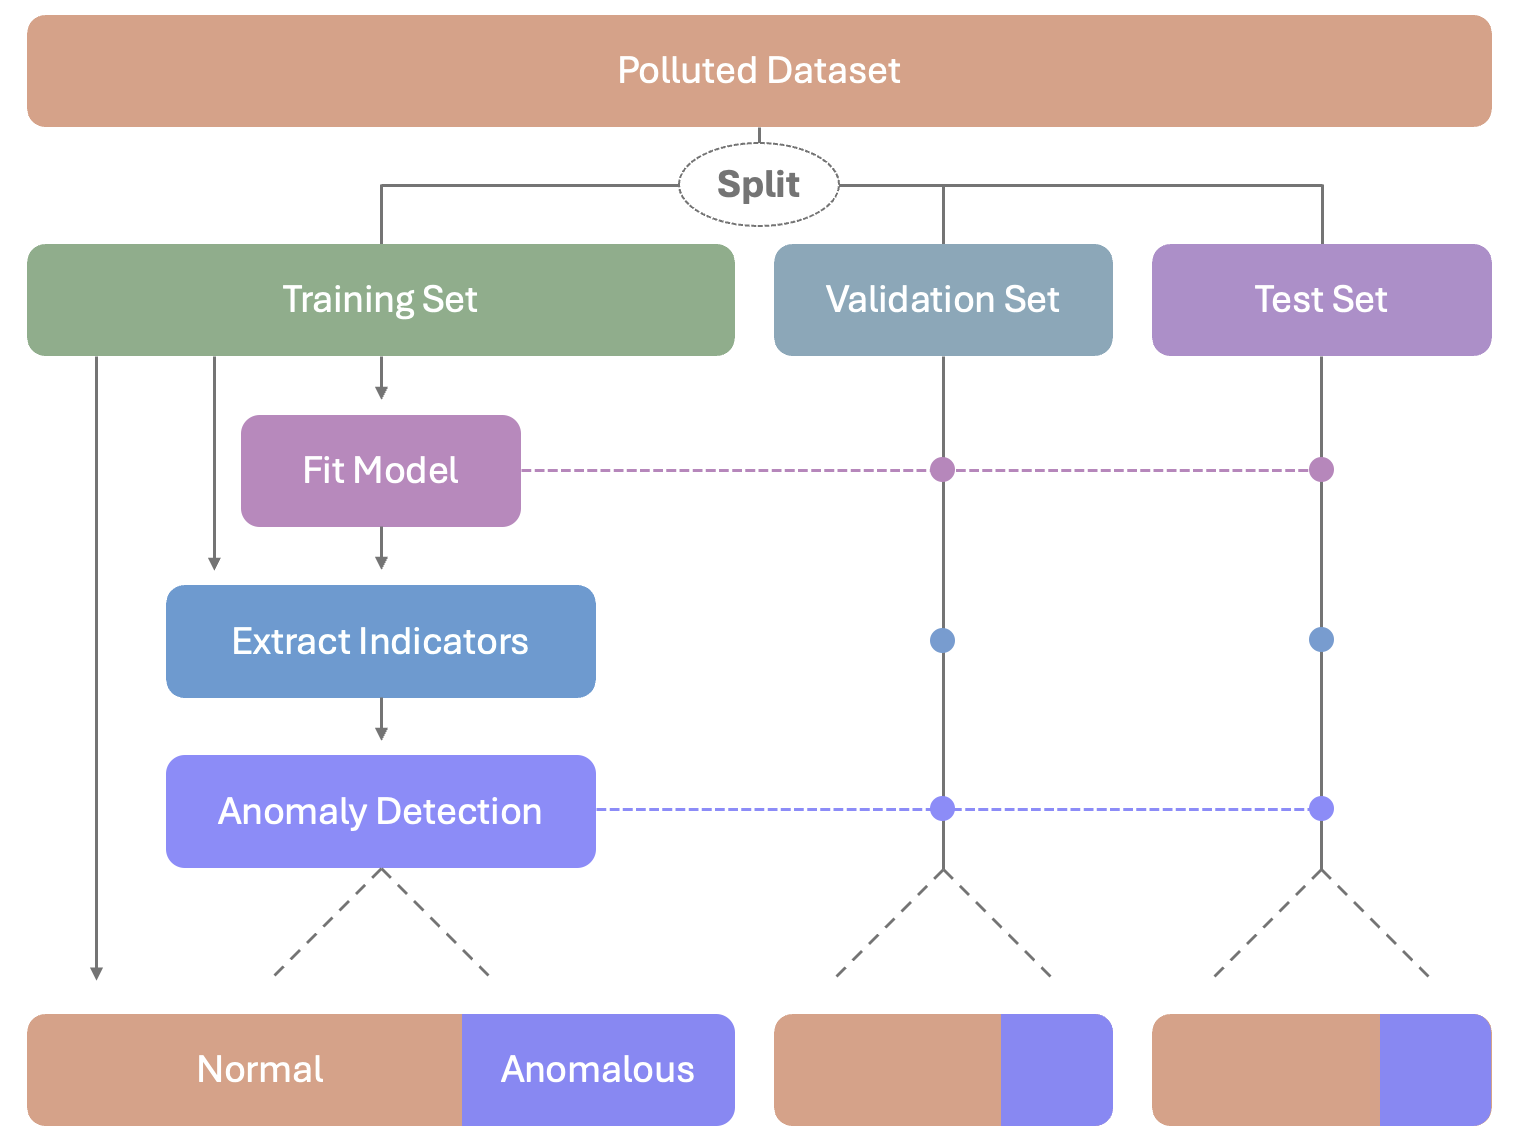 Polluted Dataset
Split
Training Set
Validation Set
Test Set
Fit Model
Extract Indicators
Anomaly Detection
Normal
Anomalous